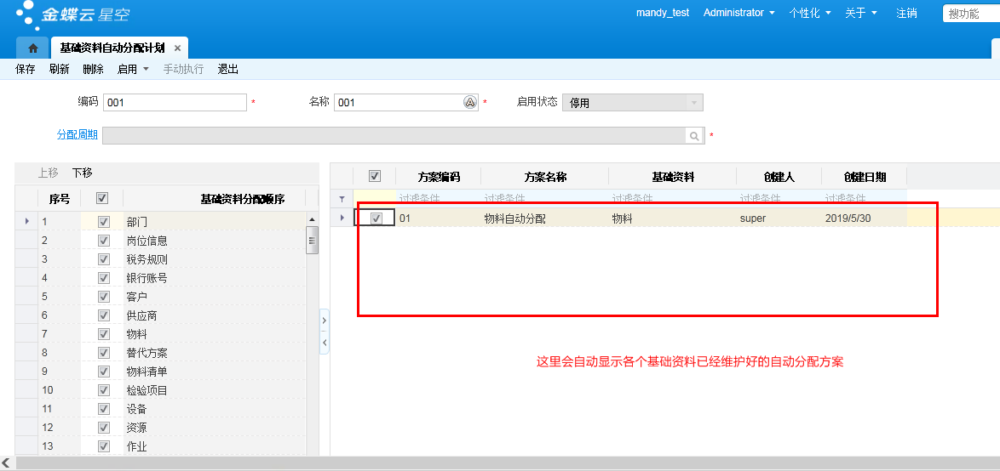 金蝶云 星空
mandy_test Administrator 个性化 关于 注销 搜功能
基础资料自动分配计划 ×
保存 刷新 删除 启用 手动执行 退出
编码 001 * 名称 001 A * 启用状态 停用
分配周期 *
上移 下移
序号 基础资料分配顺序
1 部门
2 岗位信息
3 税务规则
4 银行账号
5 客户
6 供应商
7 物料
8 替代方案
9 物料清单
10 检验项目
11 设备
12 资源
13 作业
方案编码 方案名称 基础资料 创建人 创建日期
过滤条件 过滤条件 过滤条件 过滤条件 过滤条件
01 物料自动分配 物料 super 2019/5/30
这里会自动显示各个基础资料已经维护好的自动分配方案